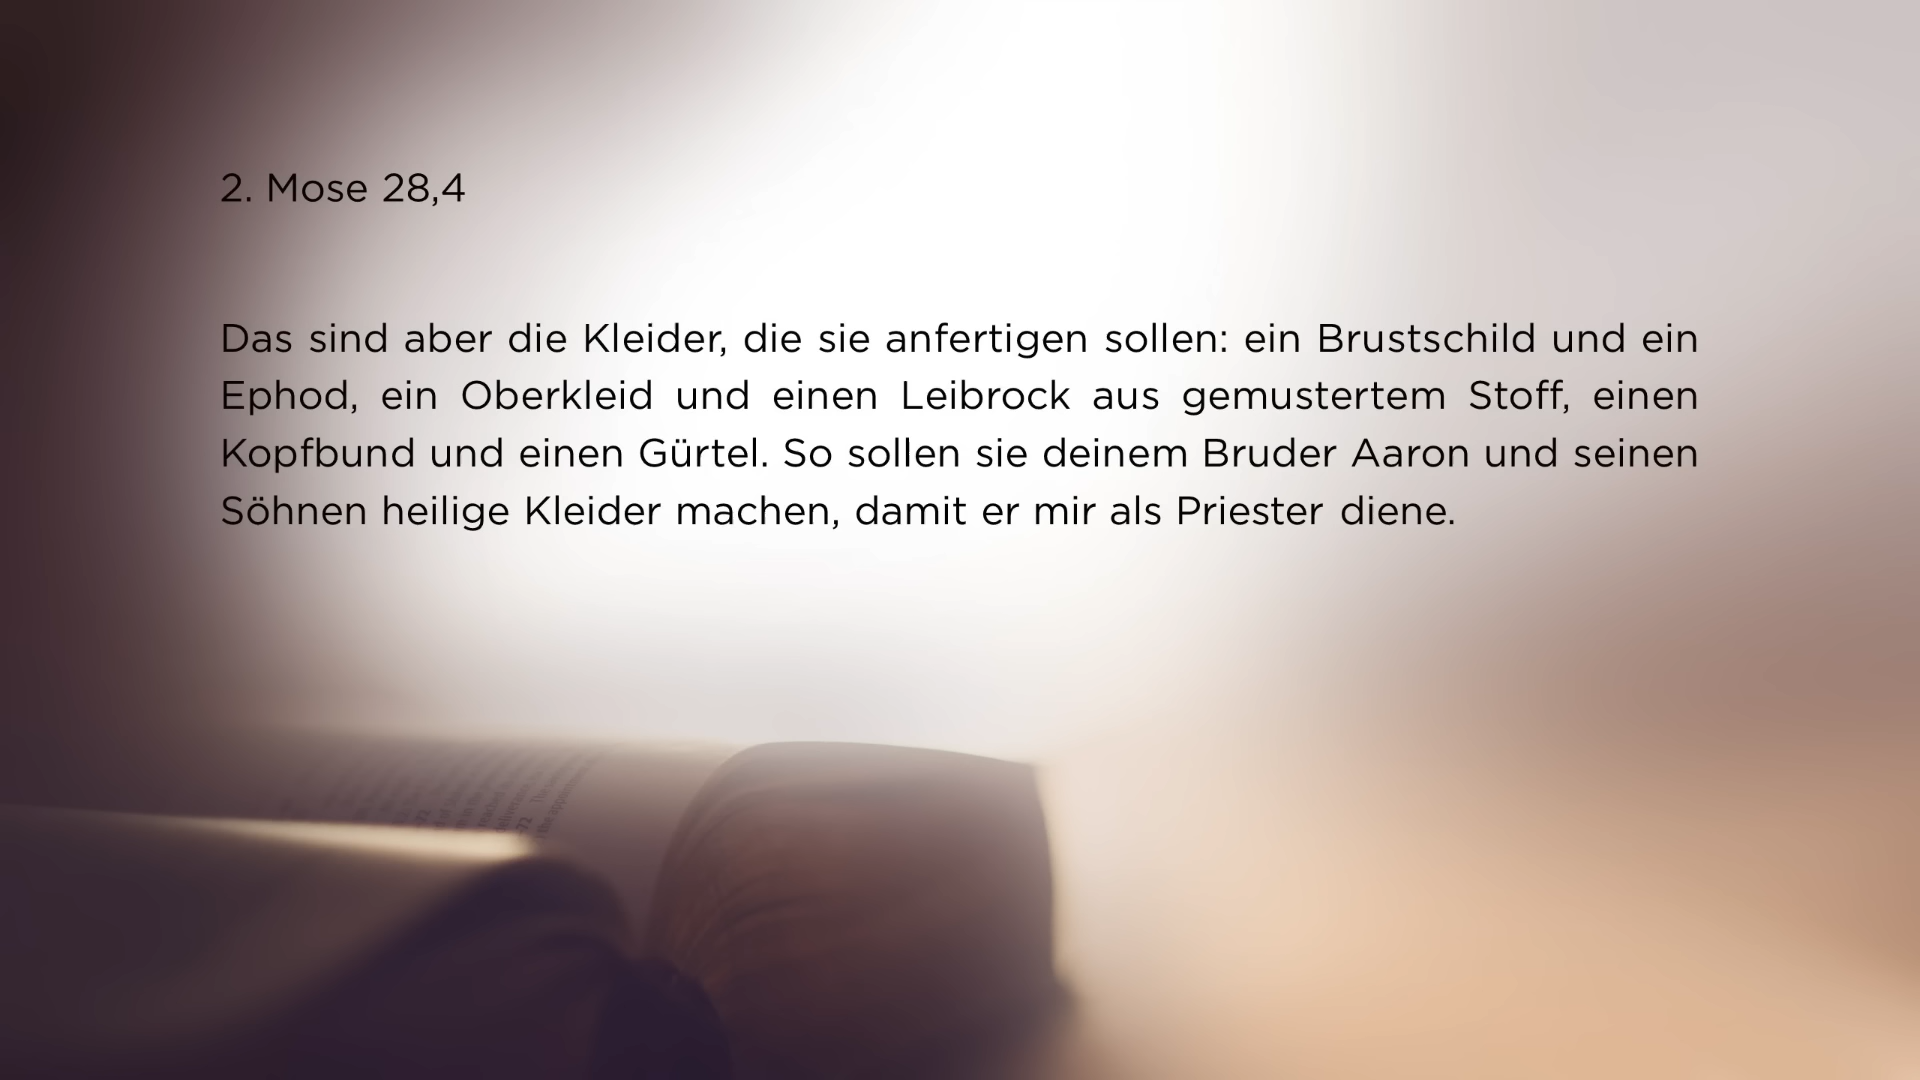 2. Mose 28,4
Das sind aber die Kleider, die sie anfertigen sollen: ein Brustschild und ein
Ephod, ein Oberkleid und einen Leibrock aus gemustertem Stoff, einen
Kopfbund und einen Gürtel. So sollen sie deinem Bruder Aaron und seinen
Söhnen heilige Kleider machen, damit er mir als Priester diene.